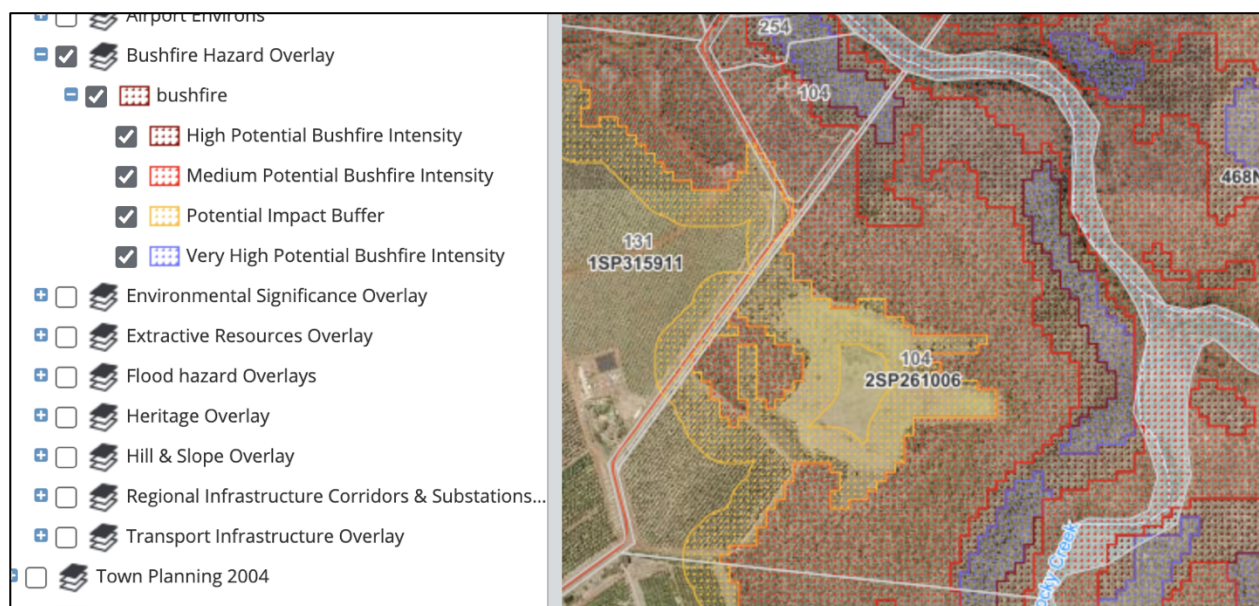 Airport Environs
Bushfire Hazard Overlay
bushfire
High Potential Bushfire Intensity
Medium Potential Bushfire Intensity
Potential Impact Buffer
Very High Potential Bushfire Intensity
Environmental Significance Overlay
Extractive Resources Overlay
Flood hazard Overlays
Heritage Overlay
Hill & Slope Overlay
Regional Infrastructure Corridors & Substations...
Transport Infrastructure Overlay
Town Planning 2004
254
104
468N
131
1SP315911
104
2SP261006
cky Creek